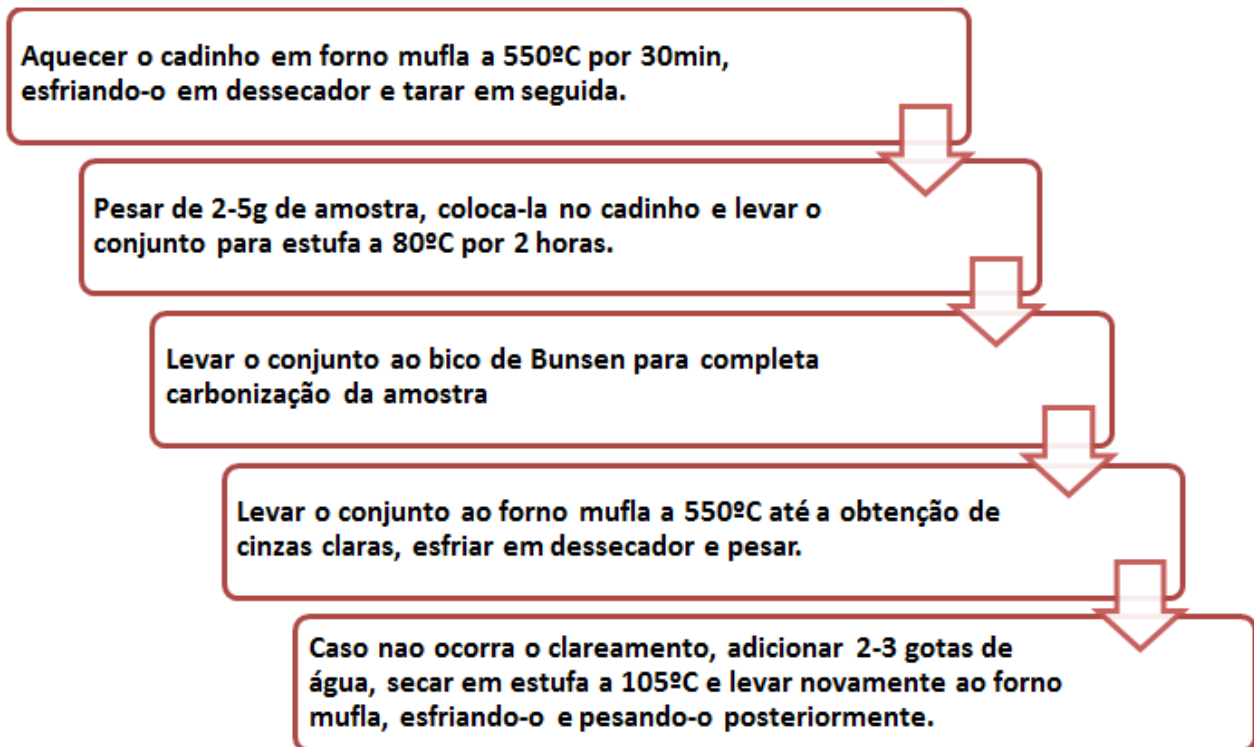 Aquecer o cadinho em forno mufla a 550ºC por 30min,
esfriando-o em dessecador e tarar em seguida.
Pesar de 2-5g de amostra, coloca-la no cadinho e levar o
conjunto para estufa a 80ºC por 2 horas.
Levar o conjunto ao bico de Bunsen para completa
carbonização da amostra
Levar o conjunto ao forno mufla a 550ºC até a obtenção de
cinzas claras, esfriar em dessecador e pesar.
Caso nao ocorra o clareamento, adicionar 2-3 gotas de
água, secar em estufa a 105ºC e levar novamente ao forno
mufla, esfriando-o e pesando-o posteriormente.